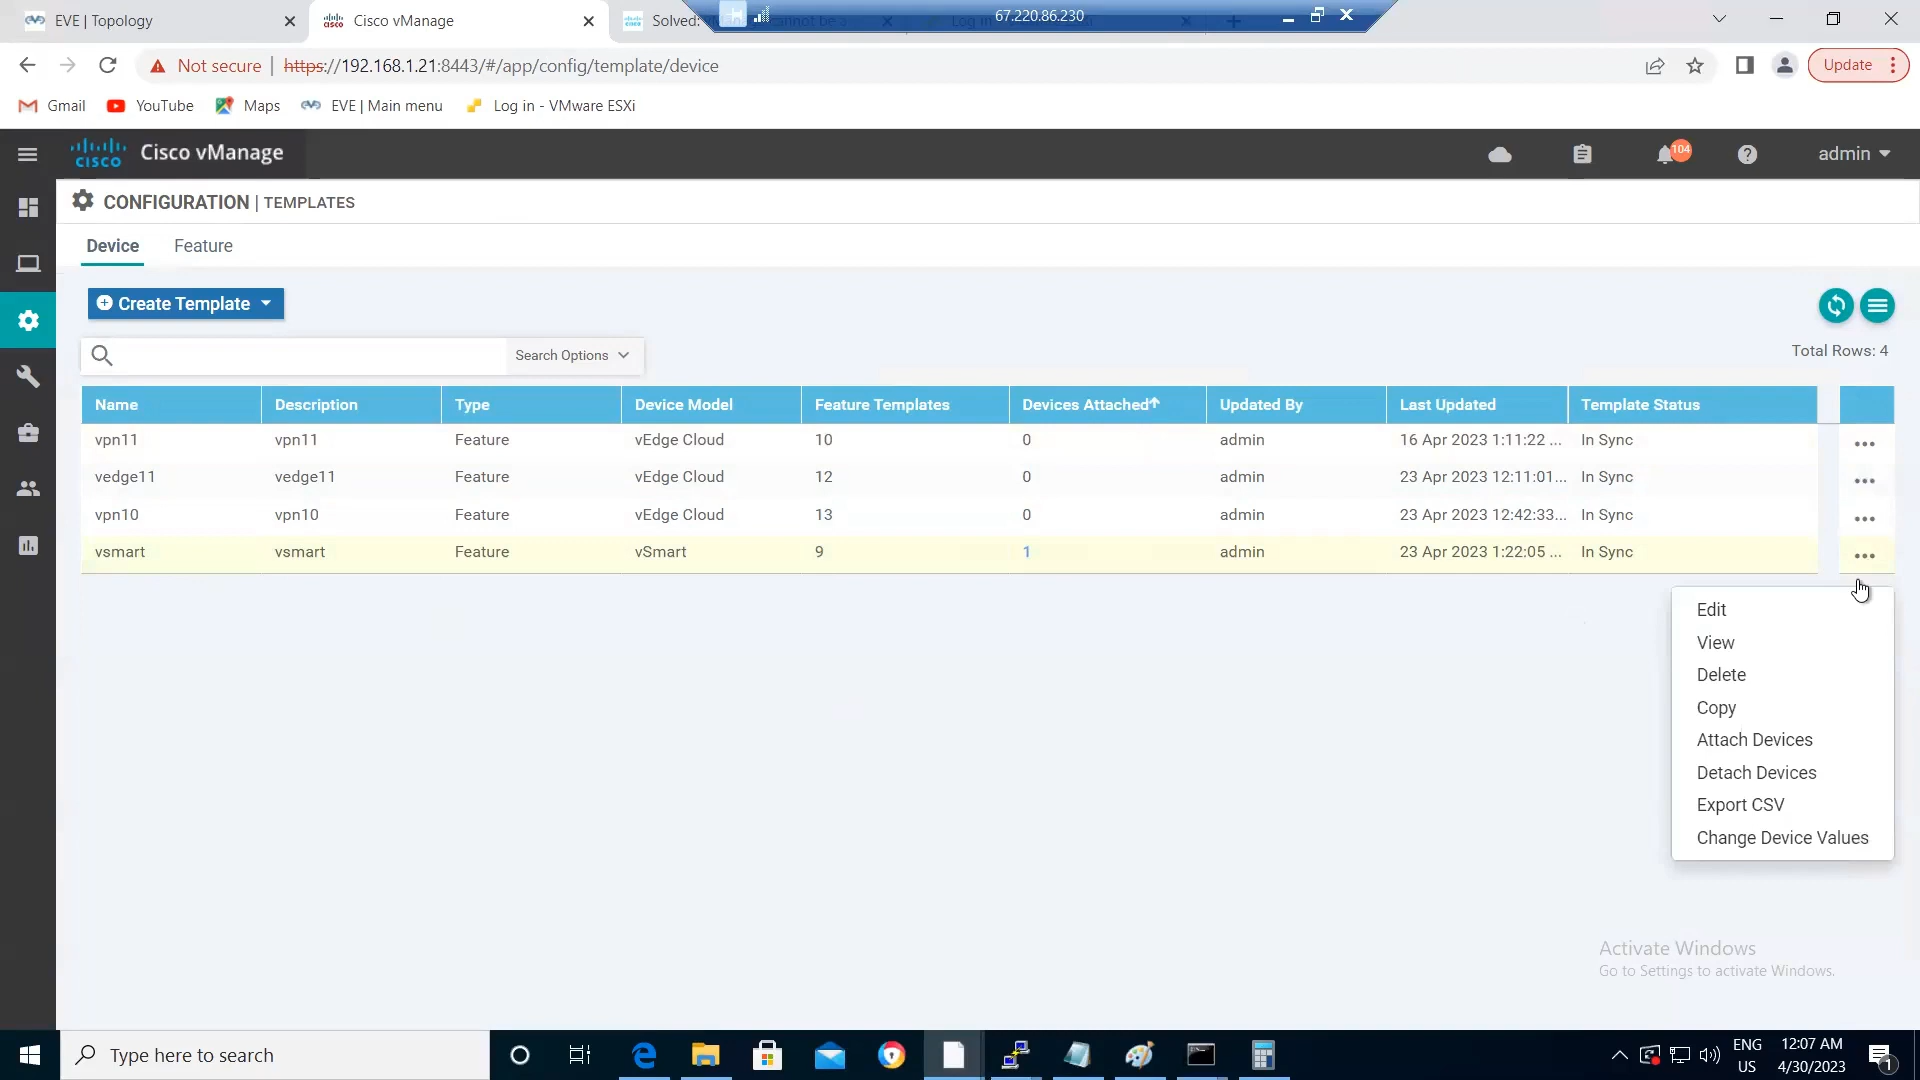 EVE | Topology
Cisco vManage
Solved: 
67.220.86.230
Not secure | https://192.168.1.21:8443/#/app/config/template/device
Update
Gmail YouTube Maps EVE | Main menu Log in - VMware ESXi
CISCO Cisco vManage
104
admin
CONFIGURATION | TEMPLATES
Device Feature
Create Template
Search Options
Total Rows: 4
Name Description Type Device Model Feature Templates Devices Attached Updated By Last Updated Template Status
vpn11 vpn11 Feature vEdge Cloud 10 0 admin 16 Apr 2023 1:11:22 ... In Sync
vedge11 vedge11 Feature vEdge Cloud 12 0 admin 23 Apr 2023 12:11:01... In Sync
vpn10 vpn10 Feature vEdge Cloud 13 0 admin 23 Apr 2023 12:42:33... In Sync
vsmart vsmart Feature vSmart 9 1 admin 23 Apr 2023 1:22:05 ... In Sync
Edit
View
Delete
Copy
Attach Devices
Detach Devices
Export CSV
Change Device Values
Activate Windows
Go to Settings to activate Windows.
Type here to search
ENG
US
12:07 AM
4/30/2023
1